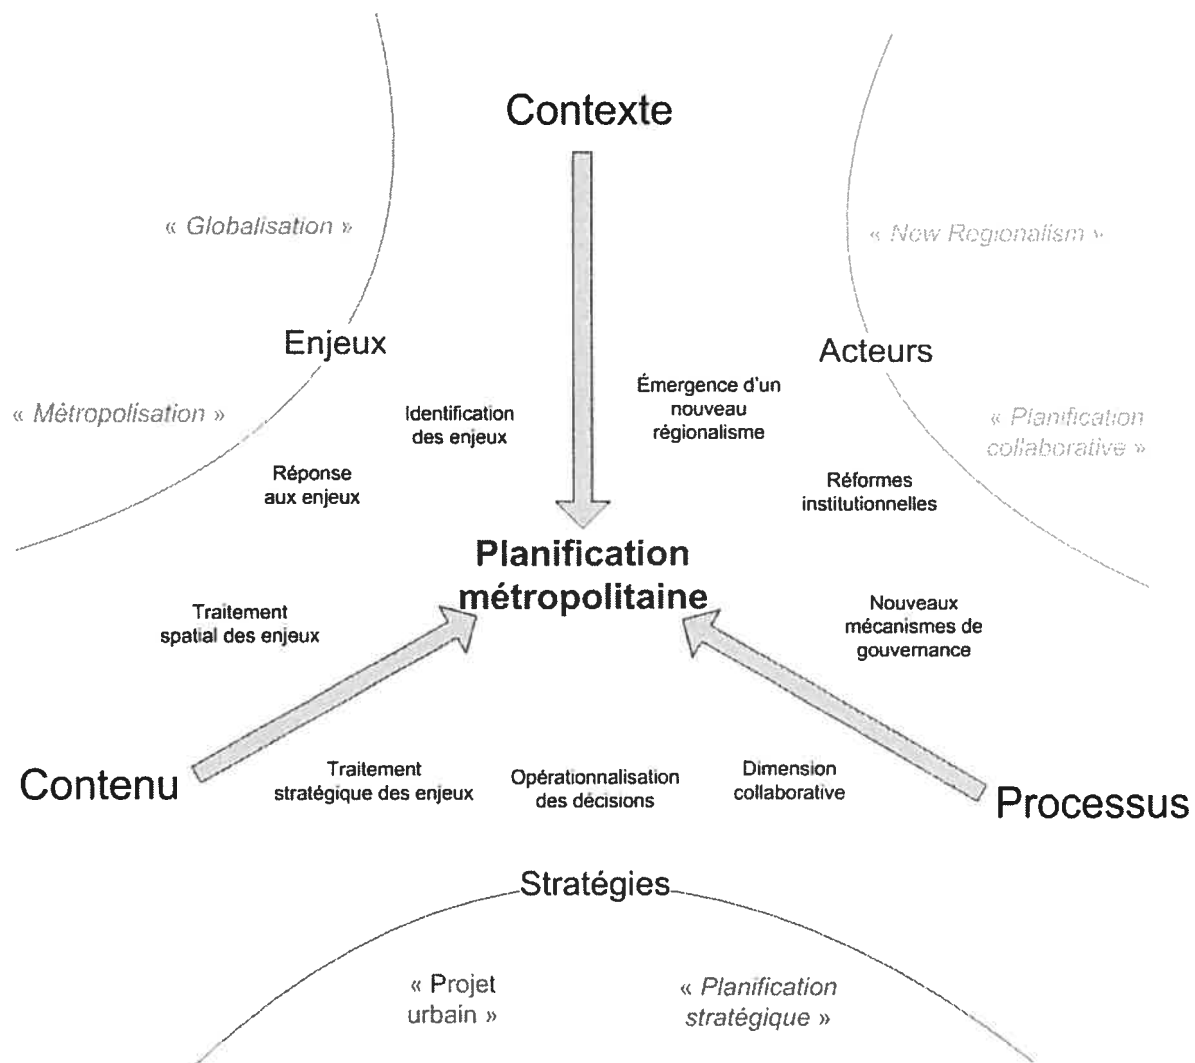 Contexte
« Globalisation »
« New Regionalism »
Enjeux
Acteurs
« Métropolisation »
Identification
des enjeux
Émergence d'un
nouveau
régionalisme
« Planification
collaborative »
Réponse
aux enjeux
Réformes
institutionnelles
Planification
métropolitaine
Traitement
spatial des enjeux
Nouveaux
mécanismes de
gouvernance
Contenu
Traitement
stratégique des enjeux
Opérationnalisation
des décisions
Dimension
collaborative
Processus
Stratégies
« Projet
urbain »
« Planification
stratégique »